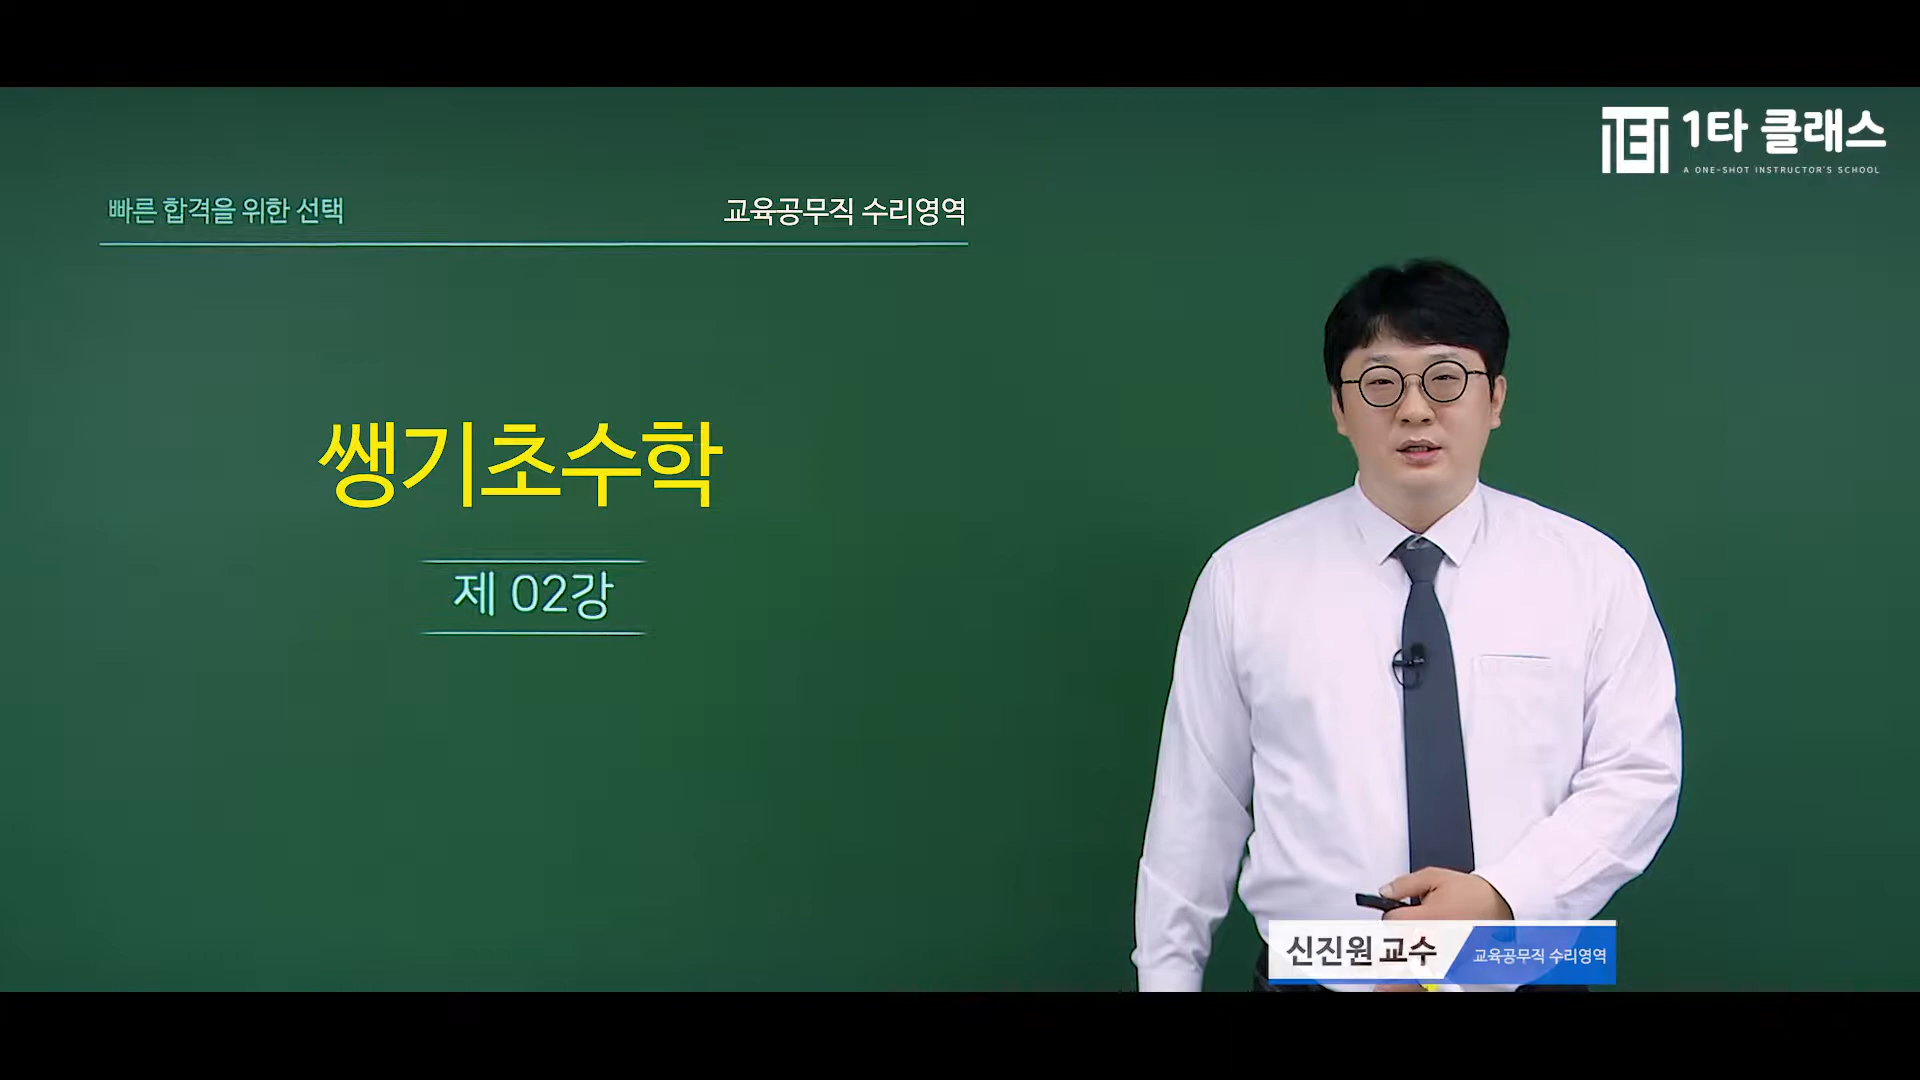 1타 클래스
A ONE-SHOT INSTRUCTOR'S SCHOOL
빠른 합격을 위한 선택
교육공무직 수리영역
쌩기초수학
제 02강
신진원 교수
교육공무직 수리영역